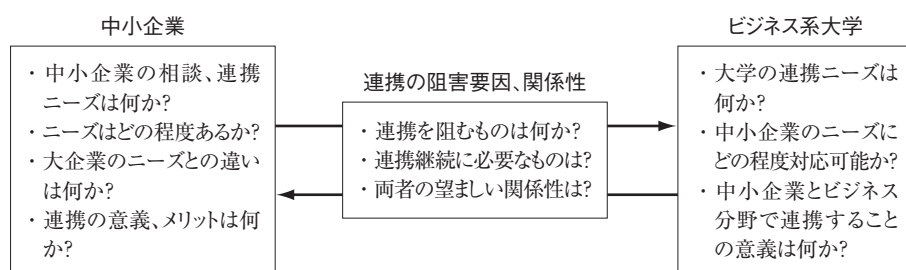 中小企業
・中小企業の相談、連携
ニーズは何か?
・ニーズはどの程度あるか?
・大企業のニーズとの違い
は何か?
・連携の意義、メリットは何
か?
連携の阻害要因、関係性
・連携を阻むものは何か?
・連携継続に必要なものは?
・両者の望ましい関係性は?
ビジネス系大学
・大学の連携ニーズは
何か?
・中小企業のニーズに
どの程度対応可能か?
・中小企業とビジネス
分野で連携すること
の意義は何か?